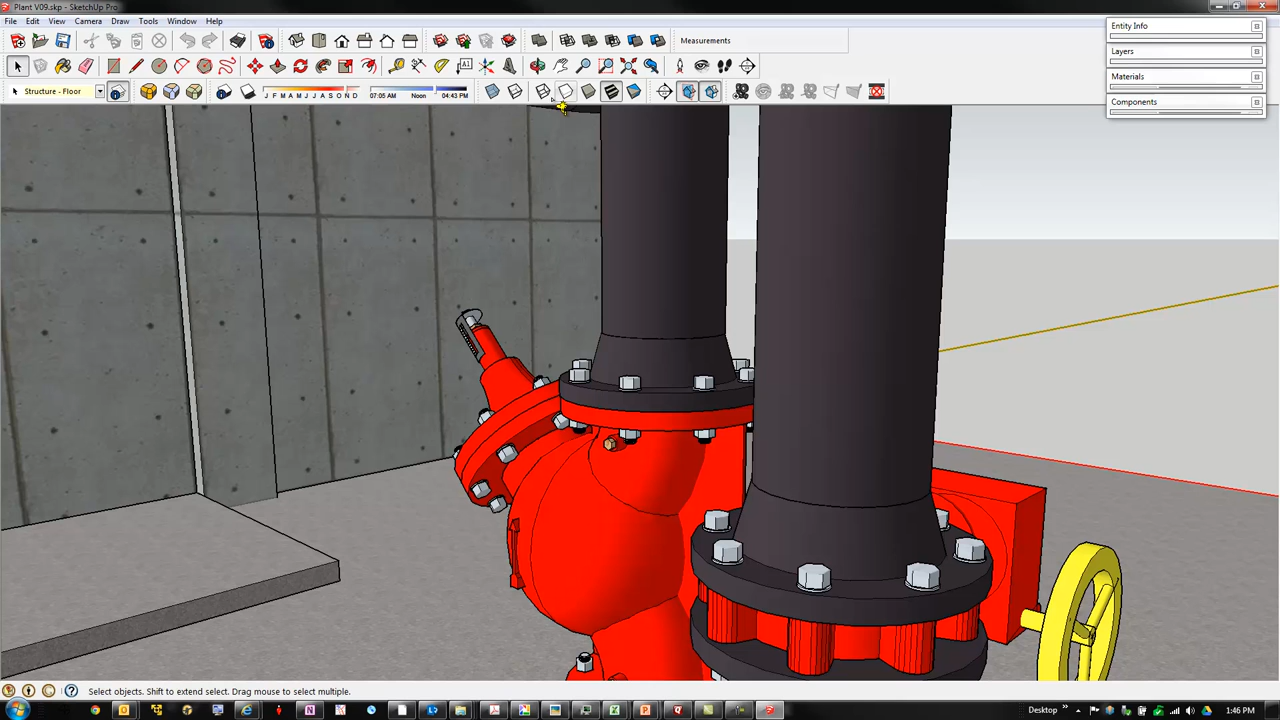 Plant V09.skp - SketchUp Pro
File Edit View Camera Draw Tools Window Help
Measurements
Structure - Floor
J F M A M J J A S O N D
07:05 AM Noon 04:43 PM
A1
Entity Info
Layers
Materials
Components
Select objects. Shift to extend select. Drag mouse to select multiple.
Desktop
1:46 PM